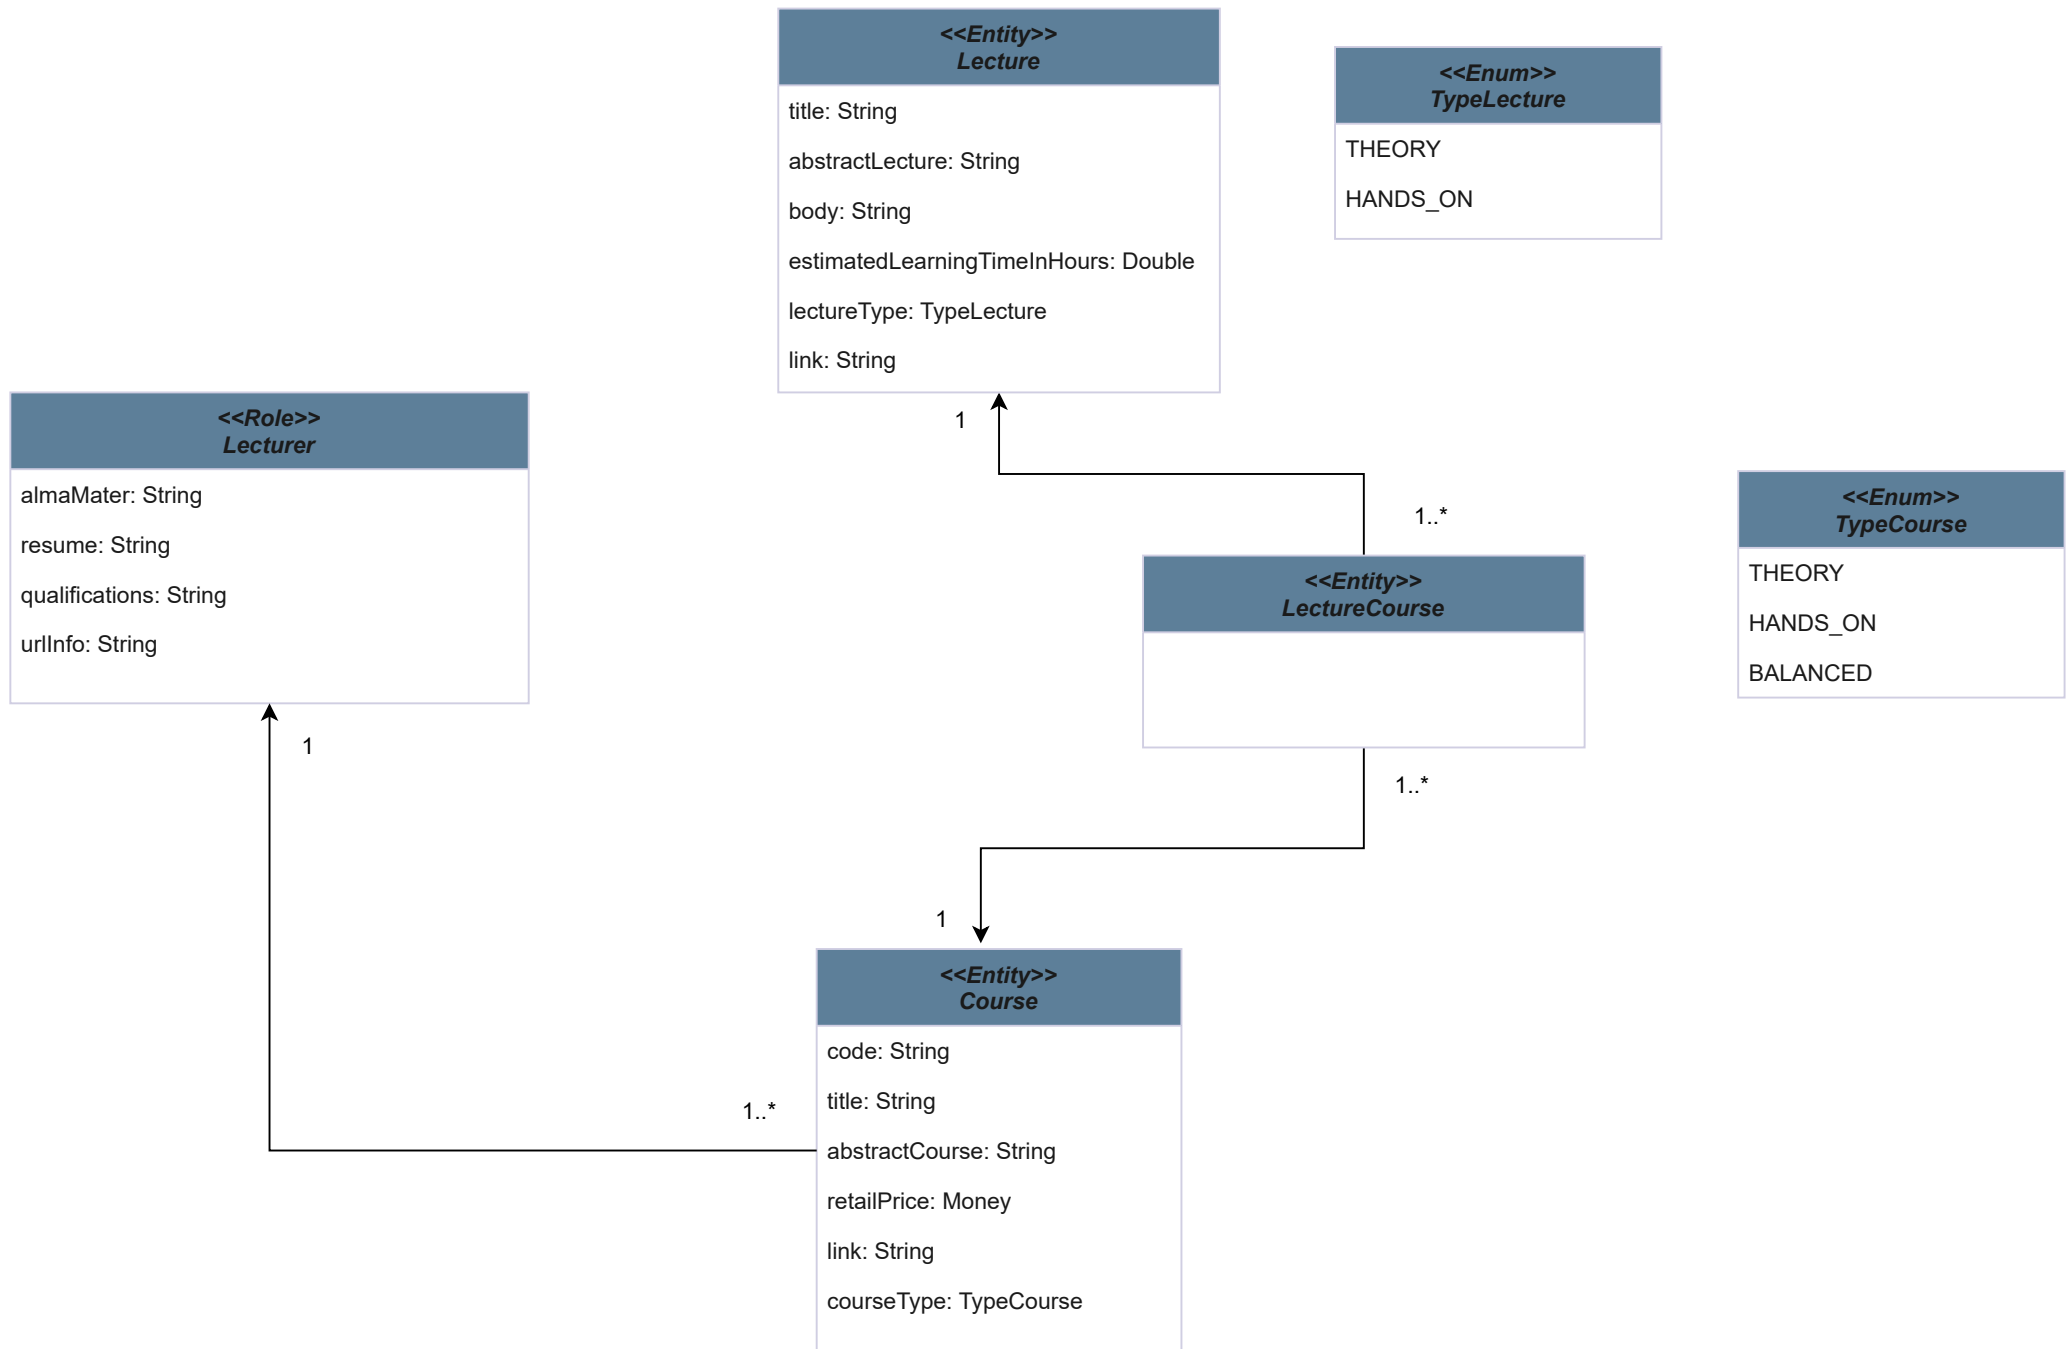 <<Entity>>
Lecture
title: String
abstractLecture: String
body: String
estimatedLearningTimeInHours: Double
lectureType: TypeLecture
link: String
<<Enum>>
TypeLecture
THEORY
HANDS_ON
<<Role>>
Lecturer
almaMater: String
resume: String
qualifications: String
urlInfo: String
1
1..*
<<Entity>>
LectureCourse
<<Enum>>
TypeCourse
THEORY
HANDS_ON
BALANCED
1
1..*
1
1..*
<<Entity>>
Course
code: String
title: String
abstractCourse: String
retailPrice: Money
link: String
courseType: TypeCourse